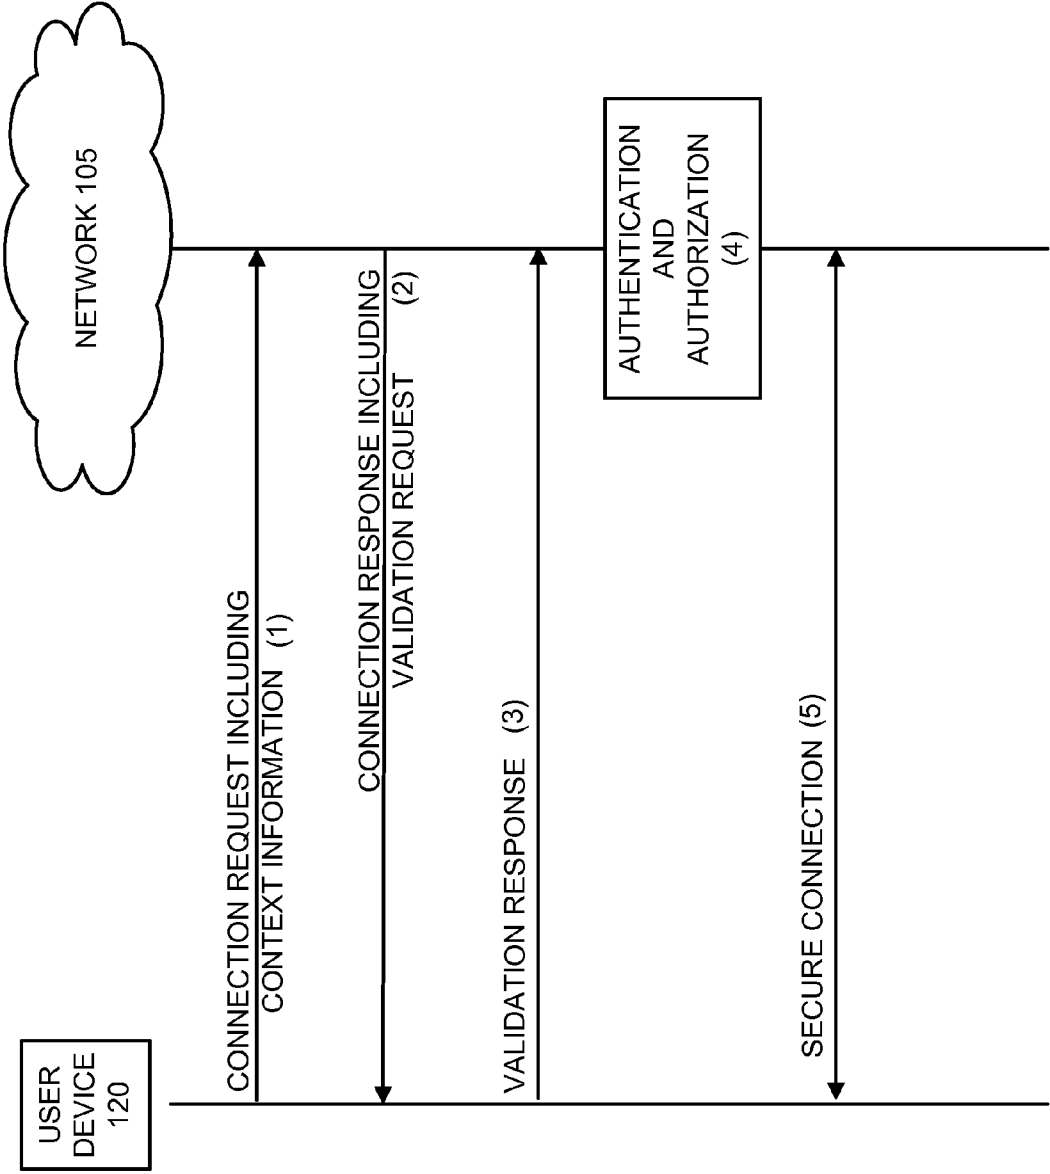 USER
DEVICE
120
NETWORK 105
CONNECTION REQUEST INCLUDING
CONTEXT INFORMATION (1)
CONNECTION RESPONSE INCLUDING
VALIDATION REQUEST (2)
VALIDATION RESPONSE (3)
AUTHENTICATION
AND
AUTHORIZATION
(4)
SECURE CONNECTION (5)